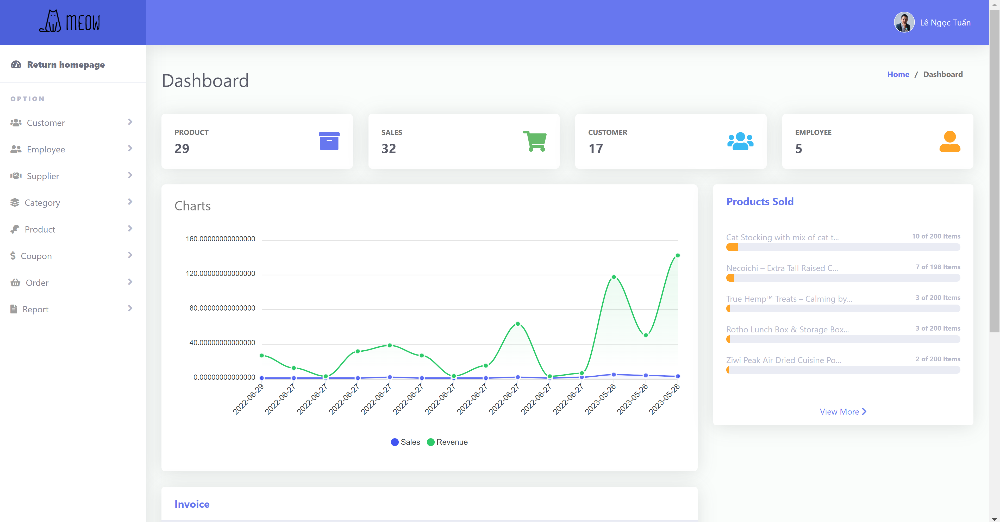 MEOW
Lê Ngọc Tuấn
Return homepage
OPTION
Customer
Employee
Supplier
Category
Product
Coupon
Order
Report
Dashboard
Home / Dashboard
PRODUCT
29
SALES
32
CUSTOMER
17
EMPLOYEE
5
Charts
160.00000000000000
120.00000000000000
80.00000000000000
40.00000000000000
0.00000000000000
2022-06-29
2022-06-27
2022-06-27
2022-06-27
2022-06-27
2022-06-27
2022-06-27
2022-06-27
2022-06-27
2022-06-27
2022-06-27
2023-05-26
2023-05-26
2023-05-28
Sales
Revenue
Products Sold
Cat Stocking with mix of cat t... 10 of 200 Items
Necoichi – Extra Tall Raised C... 7 of 198 Items
True Hemp™ Treats – Calming by... 3 of 200 Items
Rotho Lunch Box & Storage Box... 3 of 200 Items
Ziwi Peak Air Dried Cuisine Po... 2 of 200 Items
View More
Invoice